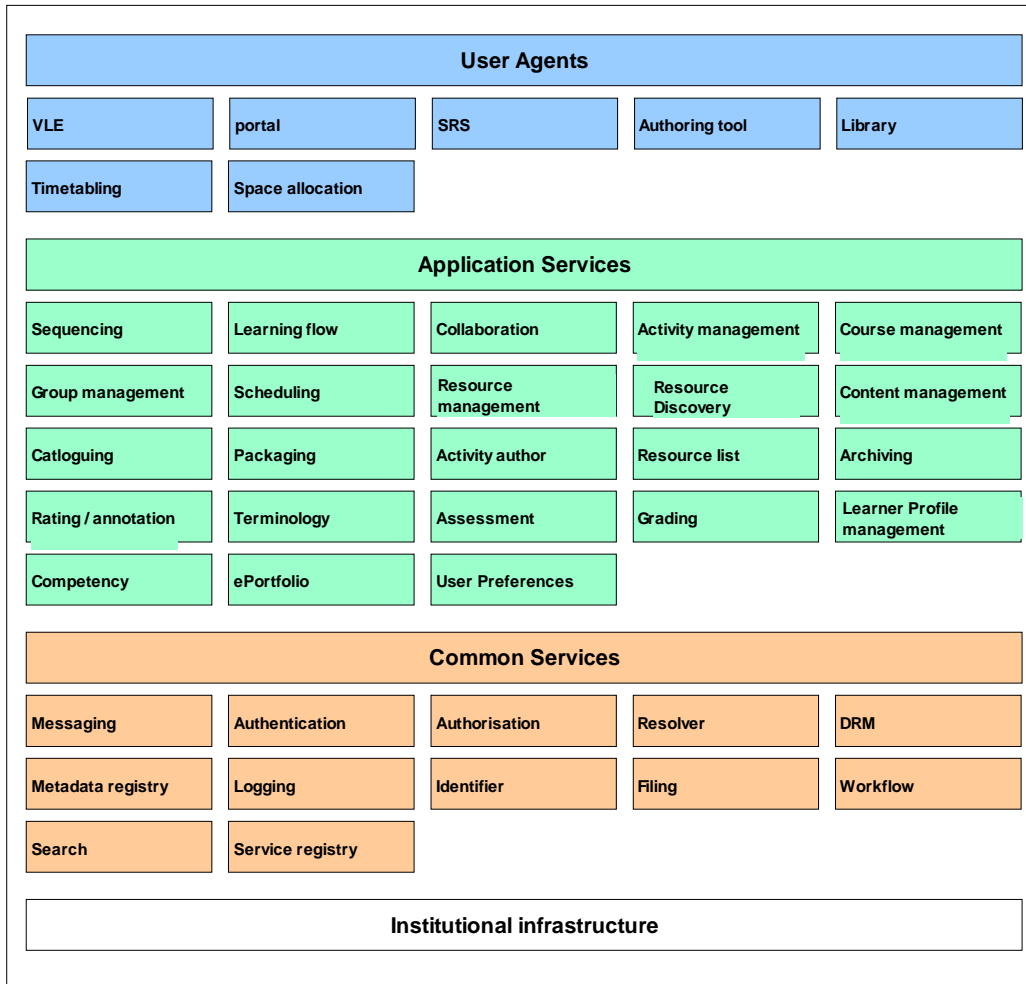 User Agents
VLE
portal
SRS
Authoring tool
Library
Timetabling
Space allocation
Application Services
Sequencing
Learning flow
Collaboration
Activity management
Course management
Group management
Scheduling
Resource
management
Resource
Discovery
Content management
Catloguing
Packaging
Activity author
Resource list
Archiving
Rating / annotation
Terminology
Assessment
Grading
Learner Profile
management
Competency
ePortfolio
User Preferences
Common Services
Messaging
Authentication
Authorisation
Resolver
DRM
Metadata registry
Logging
Identifier
Filing
Workflow
Search
Service registry
Institutional infrastructure